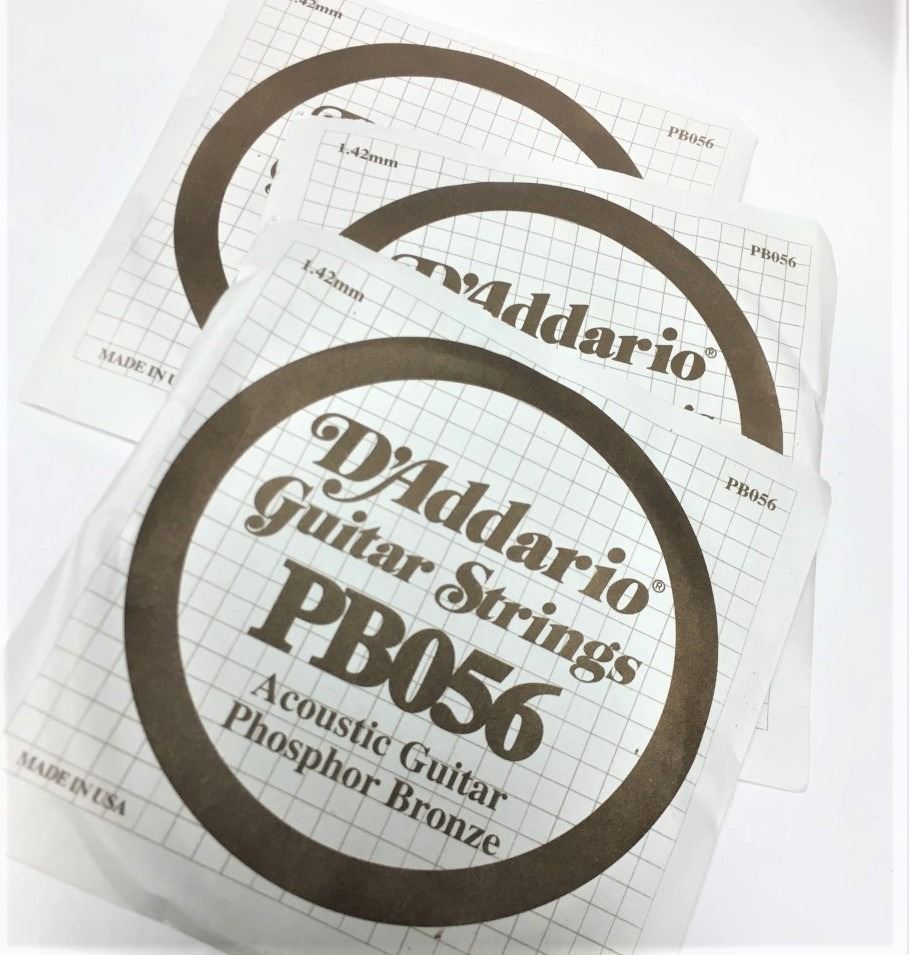 1.42mm
PB056
MADE IN
1.42mm
PB056
D'Addario®
1.42mm
PB056
D'Addario®
Guitar Strings
PB056
Acoustic Guitar
Phosphor Bronze
MADE IN USA